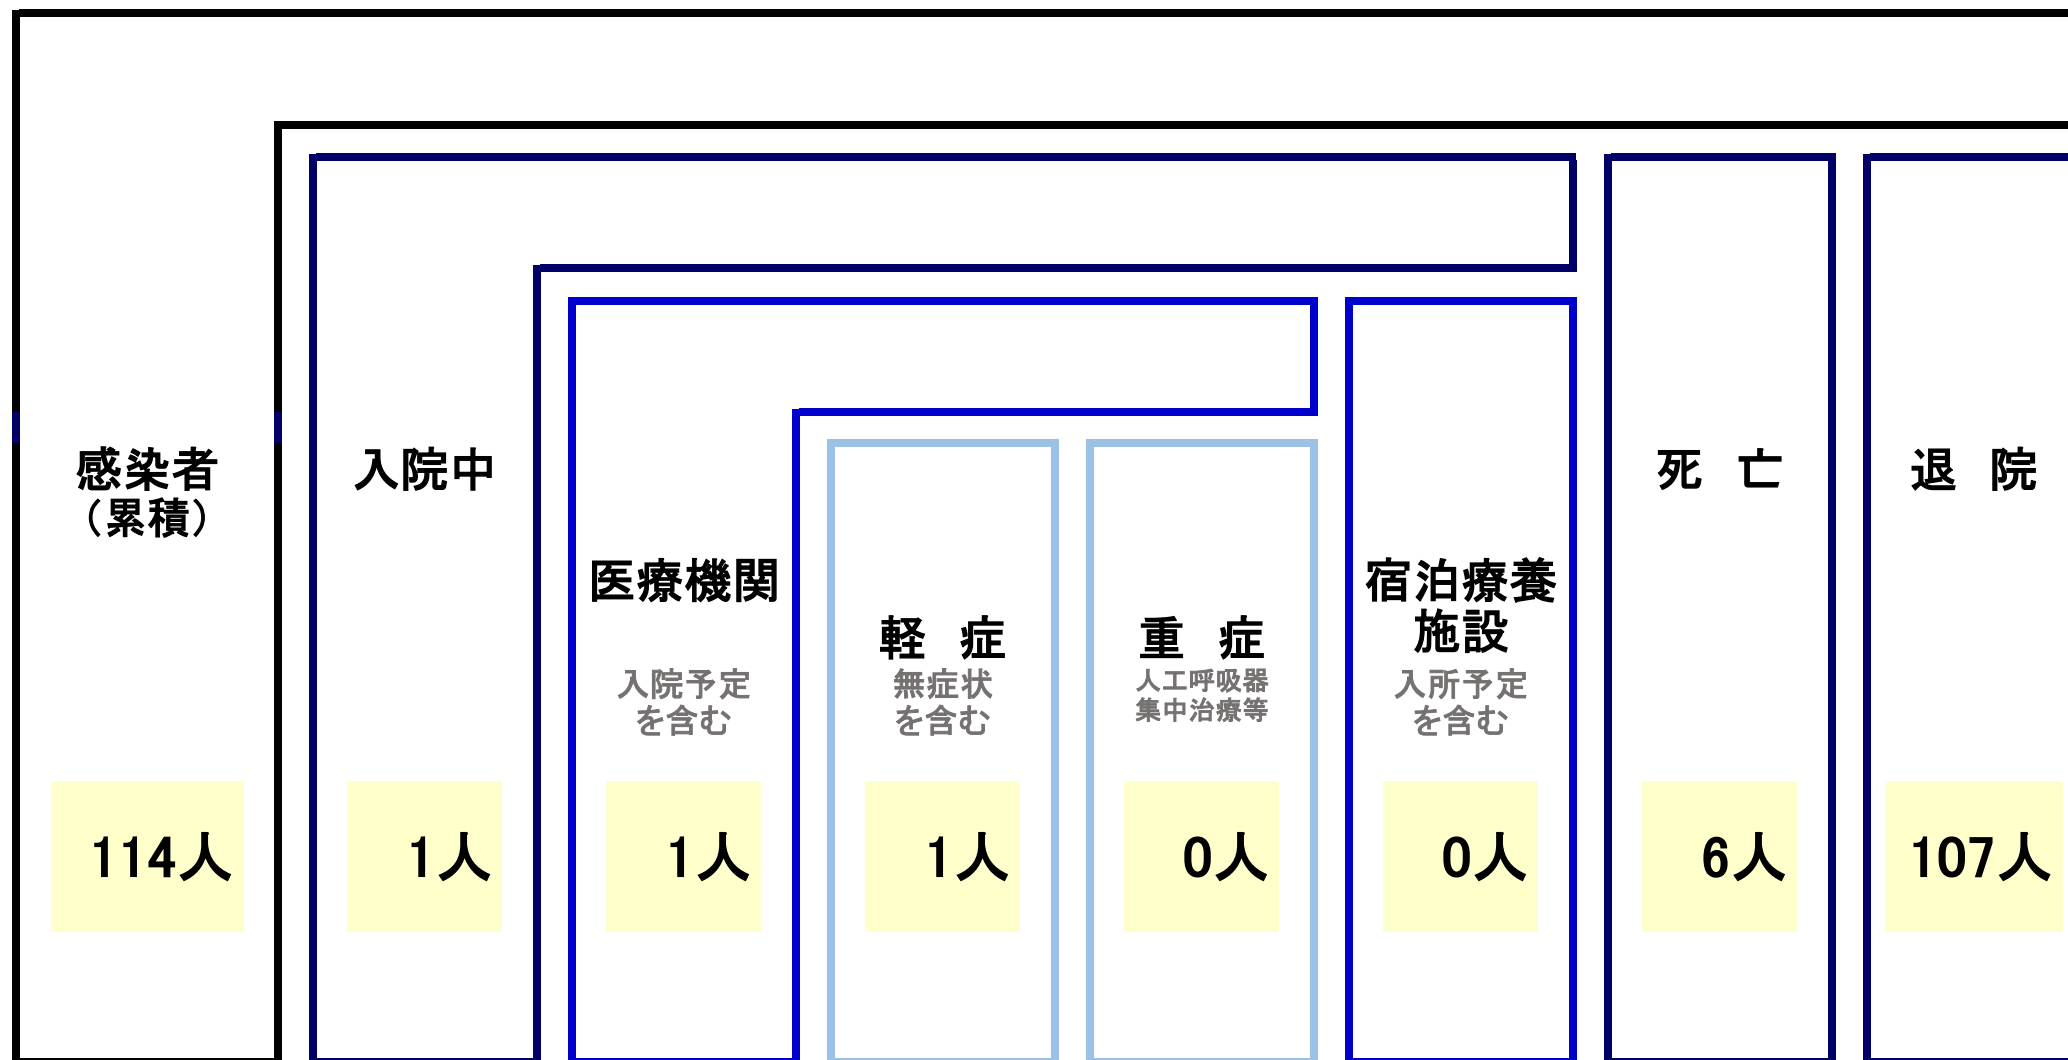 感染者
（累積）
114人
入院中
1人
医療機関
入院予定
を含む
1人
軽 症
無症状
を含む
1人
重 症
人工呼吸器
集中治療等
0人
宿泊療養
施設
入所予定
を含む
0人
死 亡
6人
退 院
107人